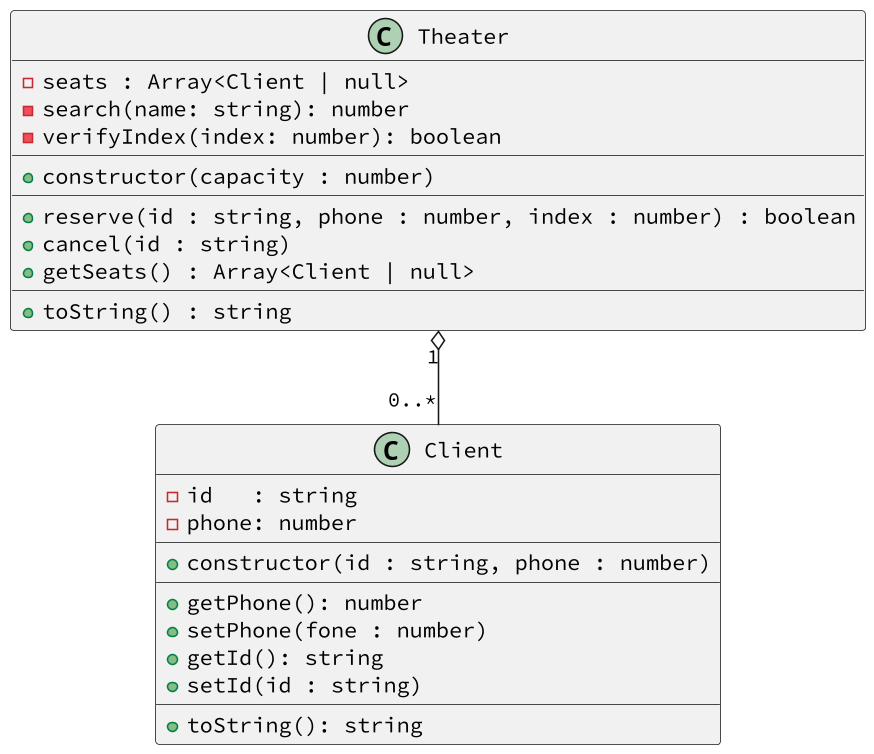 C Theater
seats : Array<Client | null>
search(name: string): number
verifyIndex(index: number): boolean
constructor(capacity : number)
reserve(id : string, phone : number, index : number) : boolean
cancel(id : string)
getSeats() : Array<Client | null>
toString() : string
1
0..*
C Client
id   : string
phone: number
constructor(id : string, phone : number)
getPhone(): number
setPhone(fone : number)
getId(): string
setId(id : string)
toString(): string